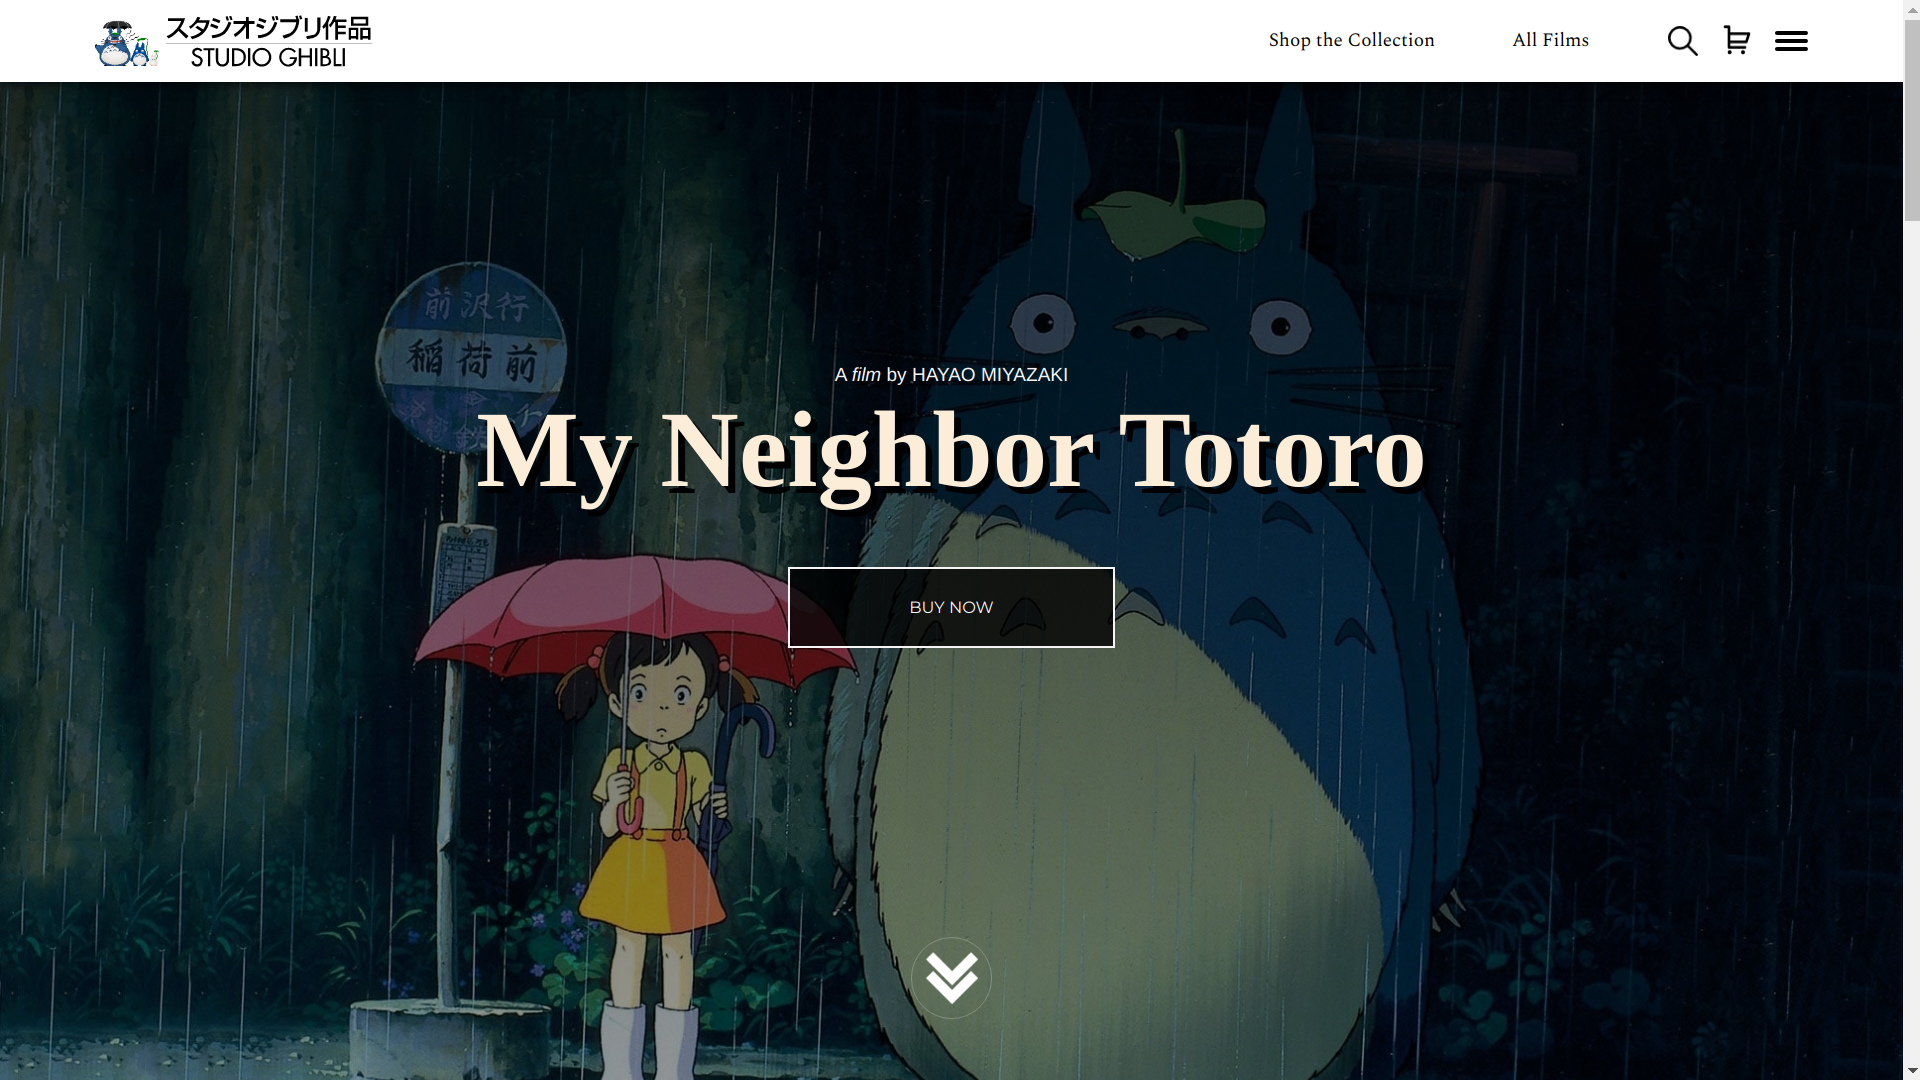 スタジオジブリ作品
STUDIO GHIBLI
Shop the Collection
All Films
前沢行
稲荷前
A film by HAYAO MIYAZAKI
My Neighbor Totoro
BUY NOW